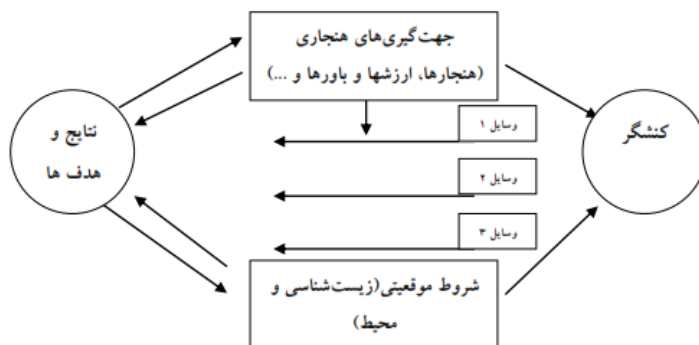 جهت‌گیری‌های هنجاری
(هنجارها، ارزشها و باورها و ...)
کنشگر
وسایل ۱
وسایل ۲
وسایل ۳
نتایج و
هدف ها
شروط موقعیتی(زیست‌شناسی و
محیط)